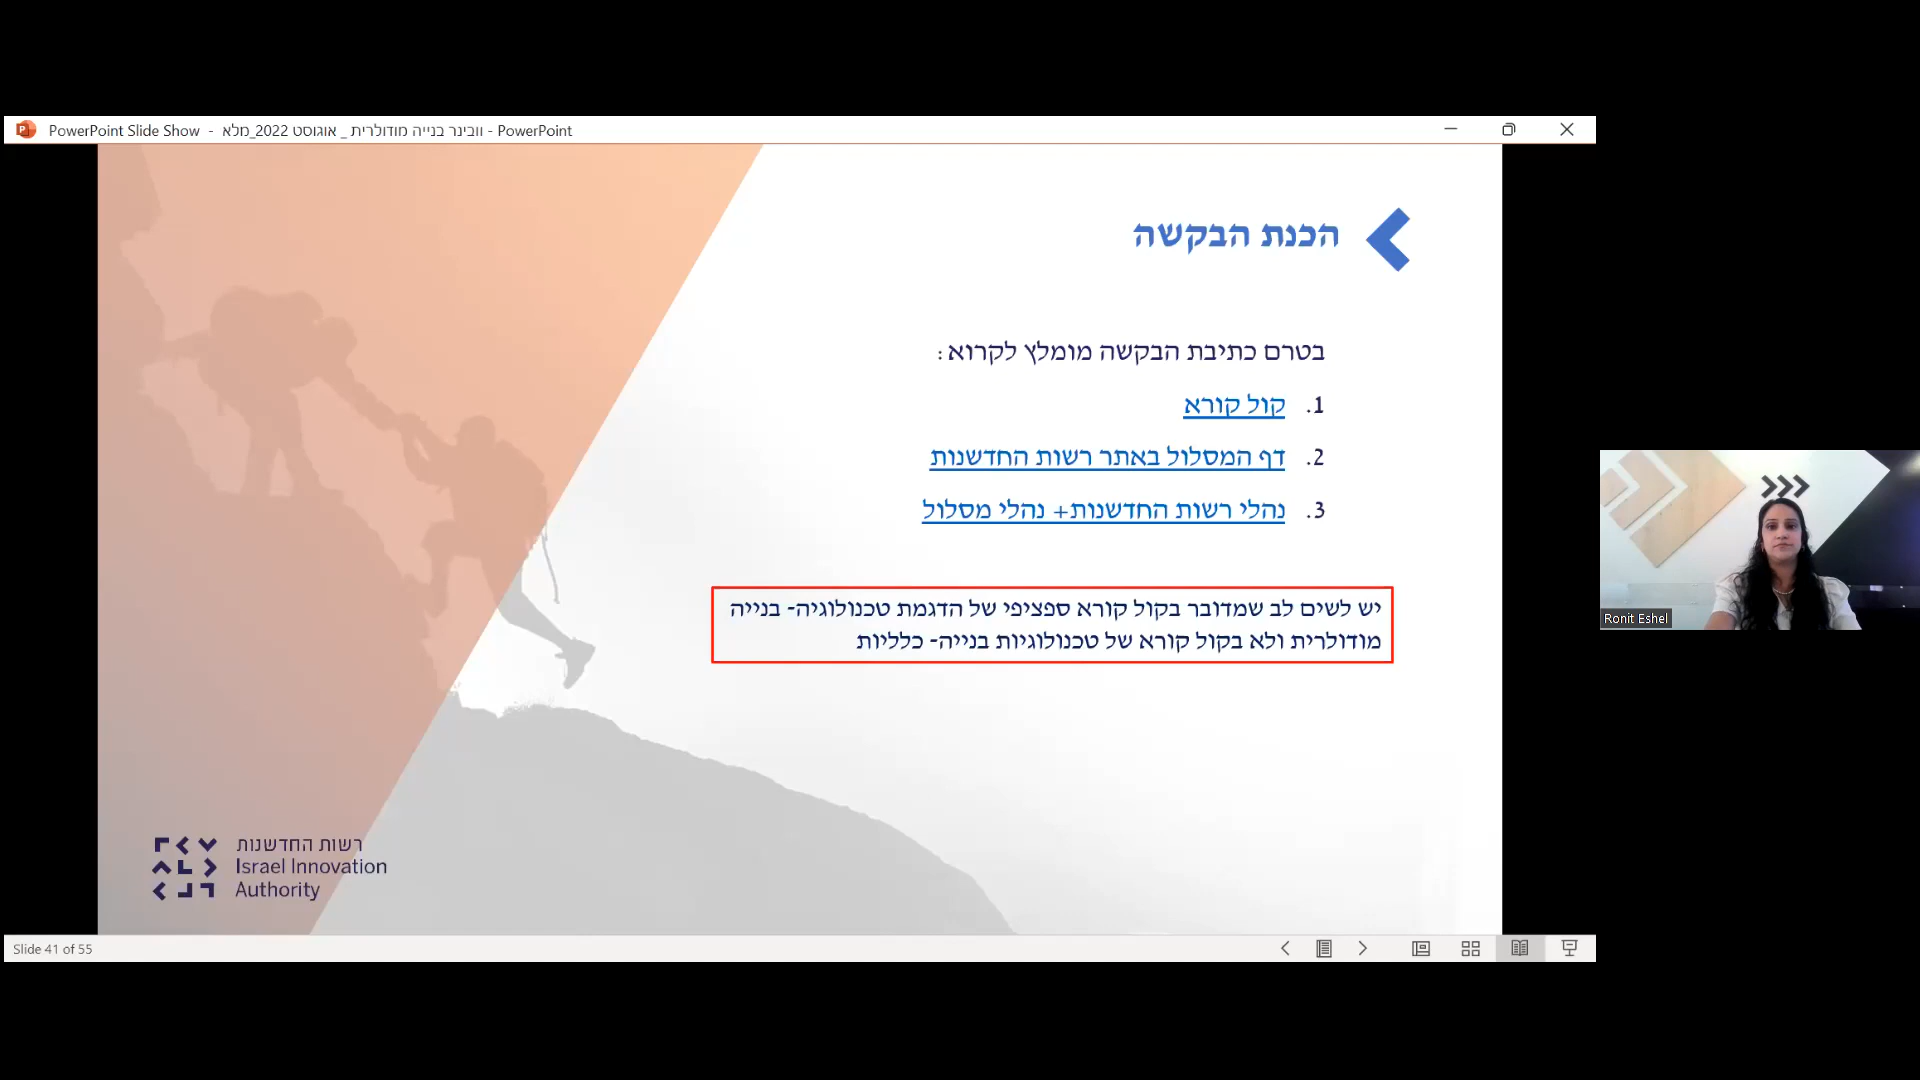 PowerPoint Slide Show - וובינר בנייה מודולרית _ אוגוסט 2022_מלא - PowerPoint
הכנת הבקשה
בטרם כתיבת הבקשה מומלץ לקרוא:
1. קול קורא
2. דף המסלול באתר רשות החדשנות
3. נהלי רשות החדשנות+ נהלי מסלול
יש לשים לב שמדובר בקול קורא ספציפי של הדגמת טכנולוגיה- בנייה
מודולרית ולא בקול קורא של טכנולוגיות בנייה- כלליות
רשות החדשנות
Israel Innovation
Authority
Slide 41 of 55
Ronit Eshel